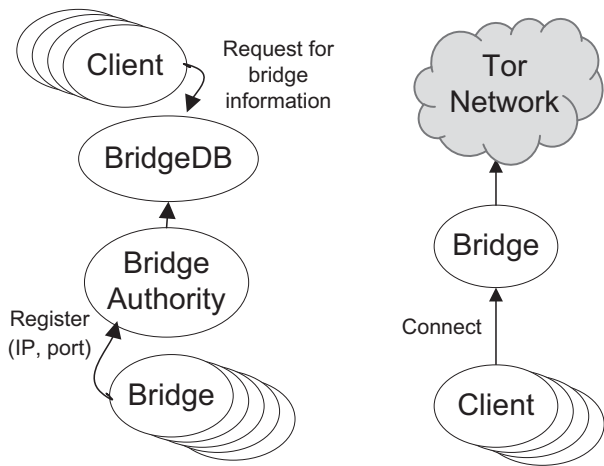 Client
Request for
bridge
information
BridgeDB
Bridge
Authority
Register
(IP, port)
Bridge
Tor
Network
Bridge
Connect
Client